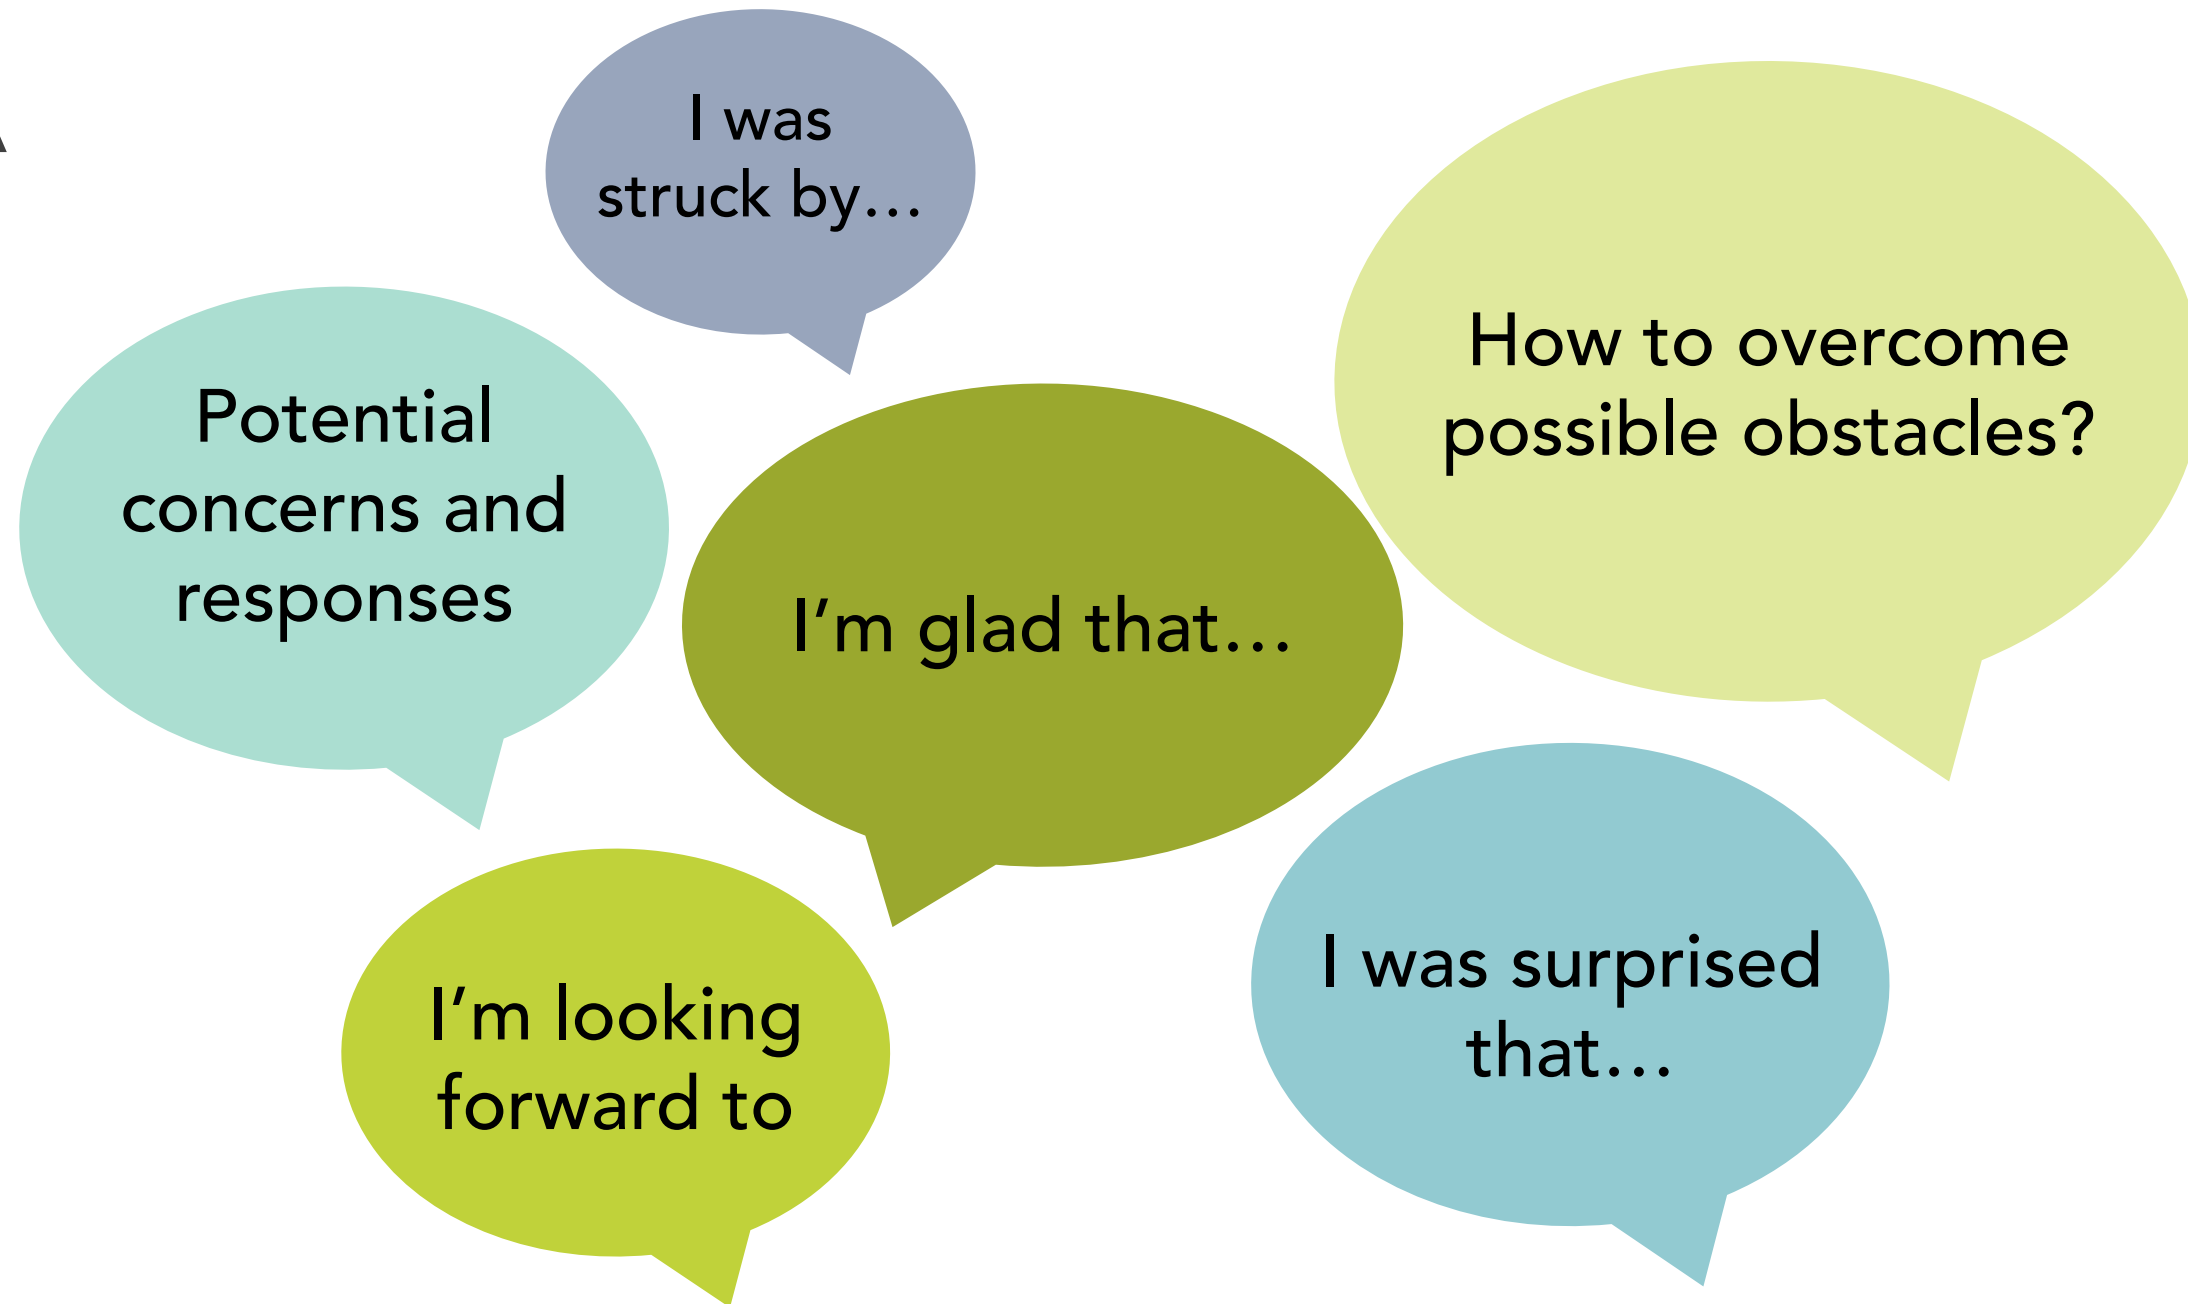 I was
struck by…
How to overcome
possible obstacles?
Potential
concerns and
responses
I’m glad that…
I was surprised
that…
I’m looking
forward to